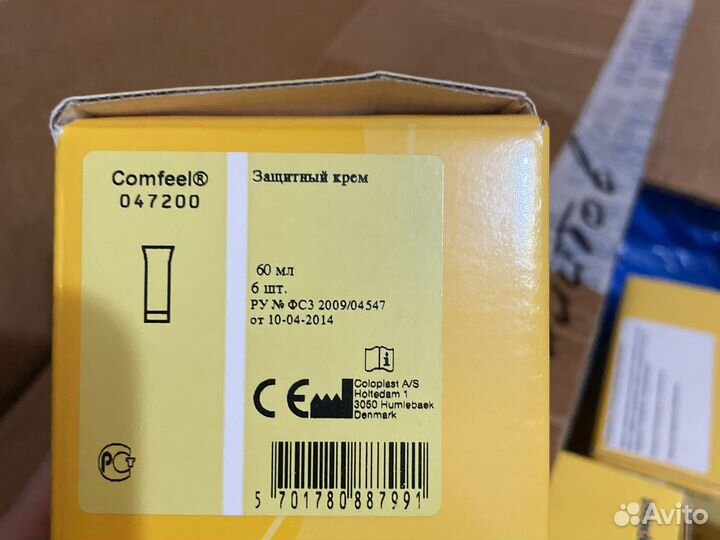 Comfeel®
047200
Защитный крем
60 мл
6 шт.
РУ № ФСЗ 2009/04547
от 10-04-2014
i
Coloplast A/S
Holtedam 1
3050 Humlebaek
Denmark
CE
РСТ
5 701780 887991
Avito